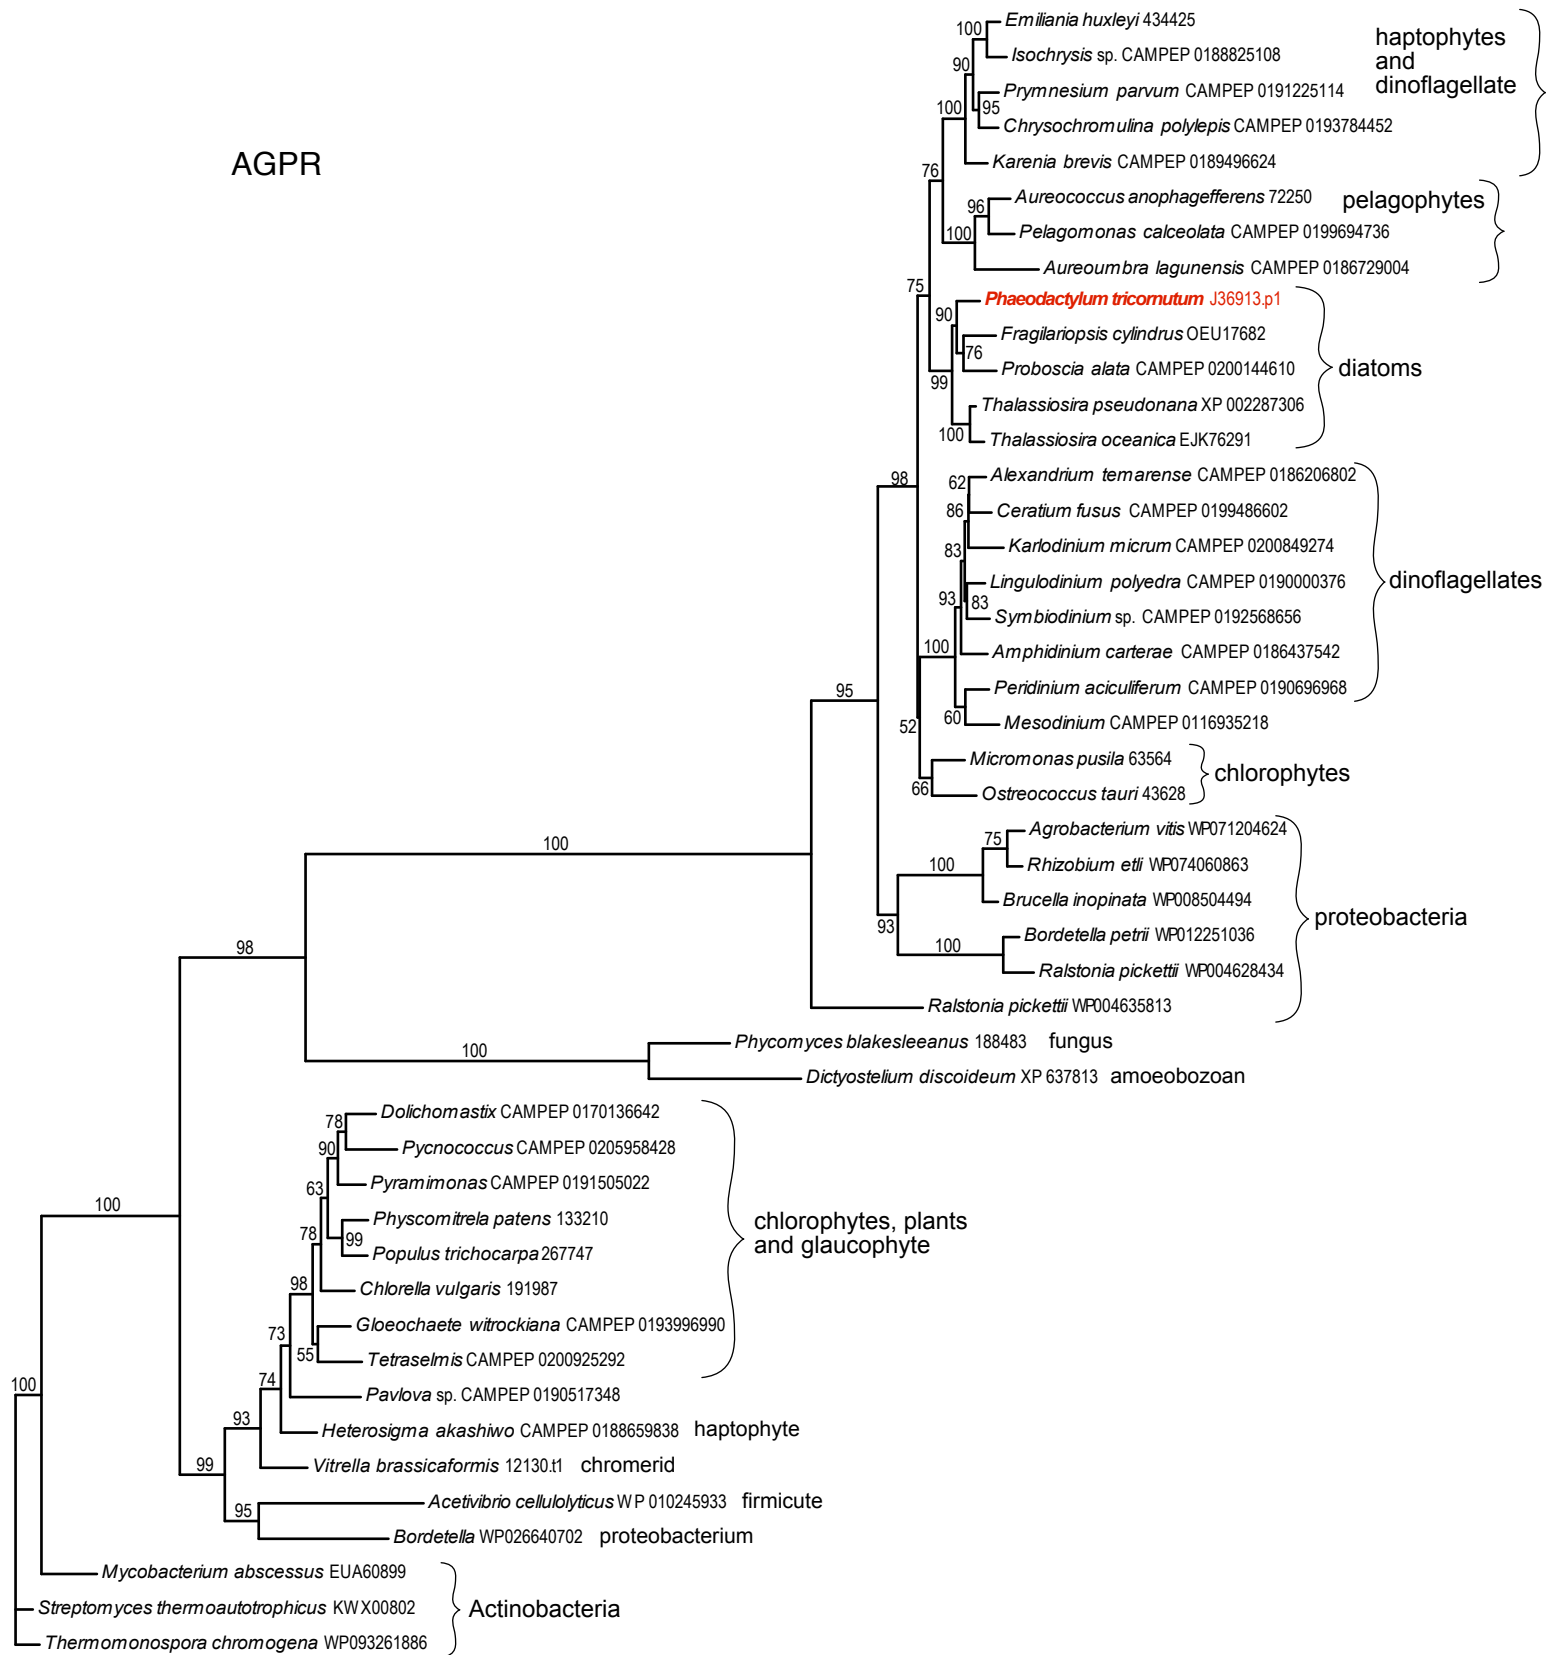 AGPR
100
Emiliania huxleyi 434425
Isochrysis sp. CAMPEP 0188825108
haptophytes
and
dinoflagellate
90
Prymnesium parvum CAMPEP 0191225114
95
100
Chrysochromulina polylepis CAMPEP 0193784452
Karenia brevis CAMPEP 0189496624
76
Aureococcus anophagefferens 72250
pelagophytes
96
Pelagomonas calceolata CAMPEP 0199694736
100
Aureoumbra lagunensis CAMPEP 0186729004
75
Phaeodactylum tricornutum J36913.p1
90
Fragilariopsis cylindrus OEU17682
76
Proboscia alata CAMPEP 0200144610
diatoms
99
Thalassiosira pseudonana XP 002287306
100
Thalassiosira oceanica EJK76291
98
62
Alexandrium temarense CAMPEP 0186206802
86
Ceratium fusus CAMPEP 0199486602
83
Karlodinium micrum CAMPEP 0200849274
Lingulodinium polyedra CAMPEP 0190000376
dinoflagellates
93
83
Symbiodinium sp. CAMPEP 0192568656
100
Amphidinium carterae CAMPEP 0186437542
Peridinium aciculiferum CAMPEP 0190696968
95
60
Mesodinium CAMPEP 0116935218
52
Micromonas pusila 63564
chlorophytes
66
Ostreococcus tauri 43628
75
Agrobacterium vitis WP071204624
100
Rhizobium etli WP074060863
Brucella inopinata WP008504494
proteobacteria
93
Bordetella petrii WP012251036
100
Ralstonia pickettii WP004628434
100
98
Ralstonia pickettii WP004635813
Phycomyces blakesleeanus 188483 fungus
100
Dictyostelium discoideum XP 637813 amoebozoan
78
Dolichomastix CAMPEP 0170136642
90
Pycnococcus CAMPEP 0205958428
63
Pyramimonas CAMPEP 0191505022
Physcomitrela patens 133210
chlorophytes, plants
and glaucophyte
78
99
Populus trichocarpa 267747
98
Chlorella vulgaris 191987
Gloeochaete witrockiana CAMPEP 0193996990
73
55
Tetraselmis CAMPEP 0200925292
74
Pavlova sp. CAMPEP 0190517348
93
Heterosigma akashiwo CAMPEP 0188659838 haptophyte
99
Vitrella brassicaformis 12130.t1 chromerid
95
Acetivibrio cellulolyticus WP 010245933 firmicute
Bordetella WP026640702 proteobacterium
100
100
Mycobacterium abscessus EUA60899
Streptomyces thermoautotrophicus KWX00802
Actinobacteria
Thermomonospora chromogena WP093261886